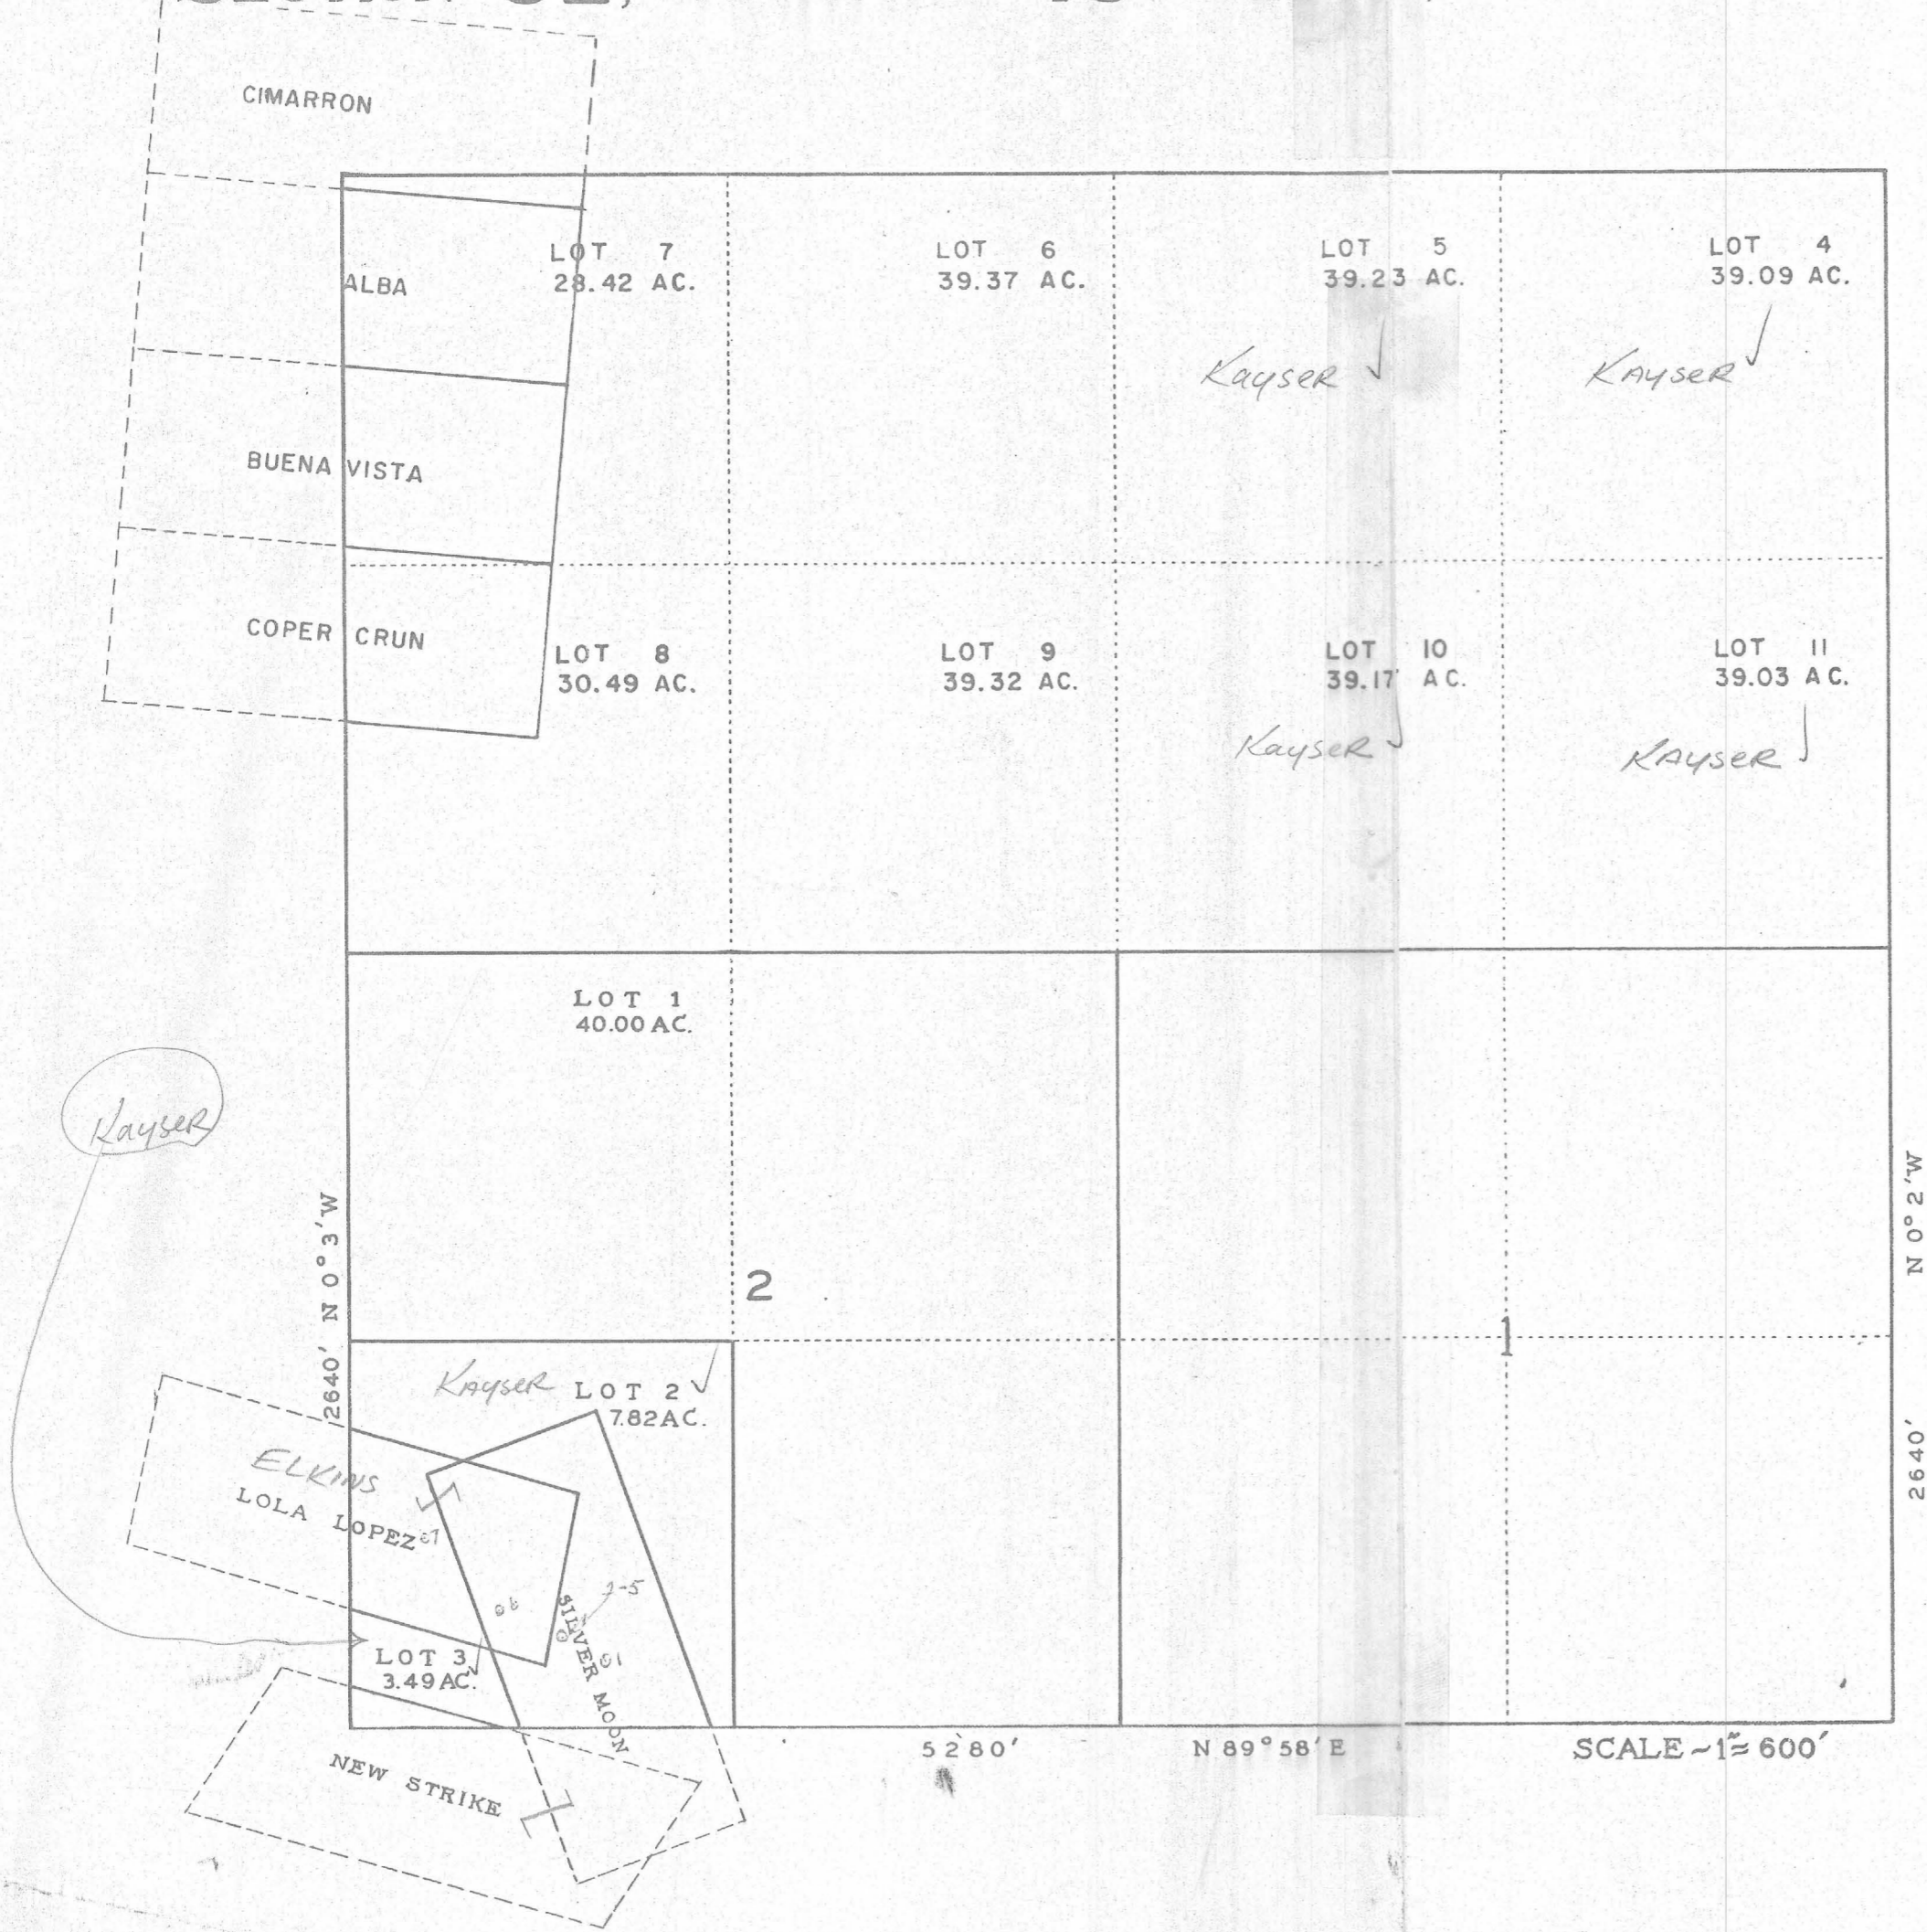 CIMARRON
LOT 7
28.42 AC.
LOT 6
39.37 AC.
LOT 5
39.23 AC.
LOT 4
39.09 AC.
ALBA
Kayser
KAYSER
BUENA VISTA
COPER CRUN
LOT 8
30.49 AC.
LOT 9
39.32 AC.
LOT 10
39.17 AC.
LOT 11
39.03 AC.
Kayser
KAYSER
LOT 1
40.00 AC.
Kayser
N 0° 3' W
2640'
N 0° 2' W
2640'
2
1
KAYSER
LOT 2
7.82 AC.
ELKINS
LOLA LOPEZ
SILVER MOON
LOT 3
3.49 AC.
NEW STRIKE
5280'
N 89° 58' E
SCALE ~ 1" = 600'